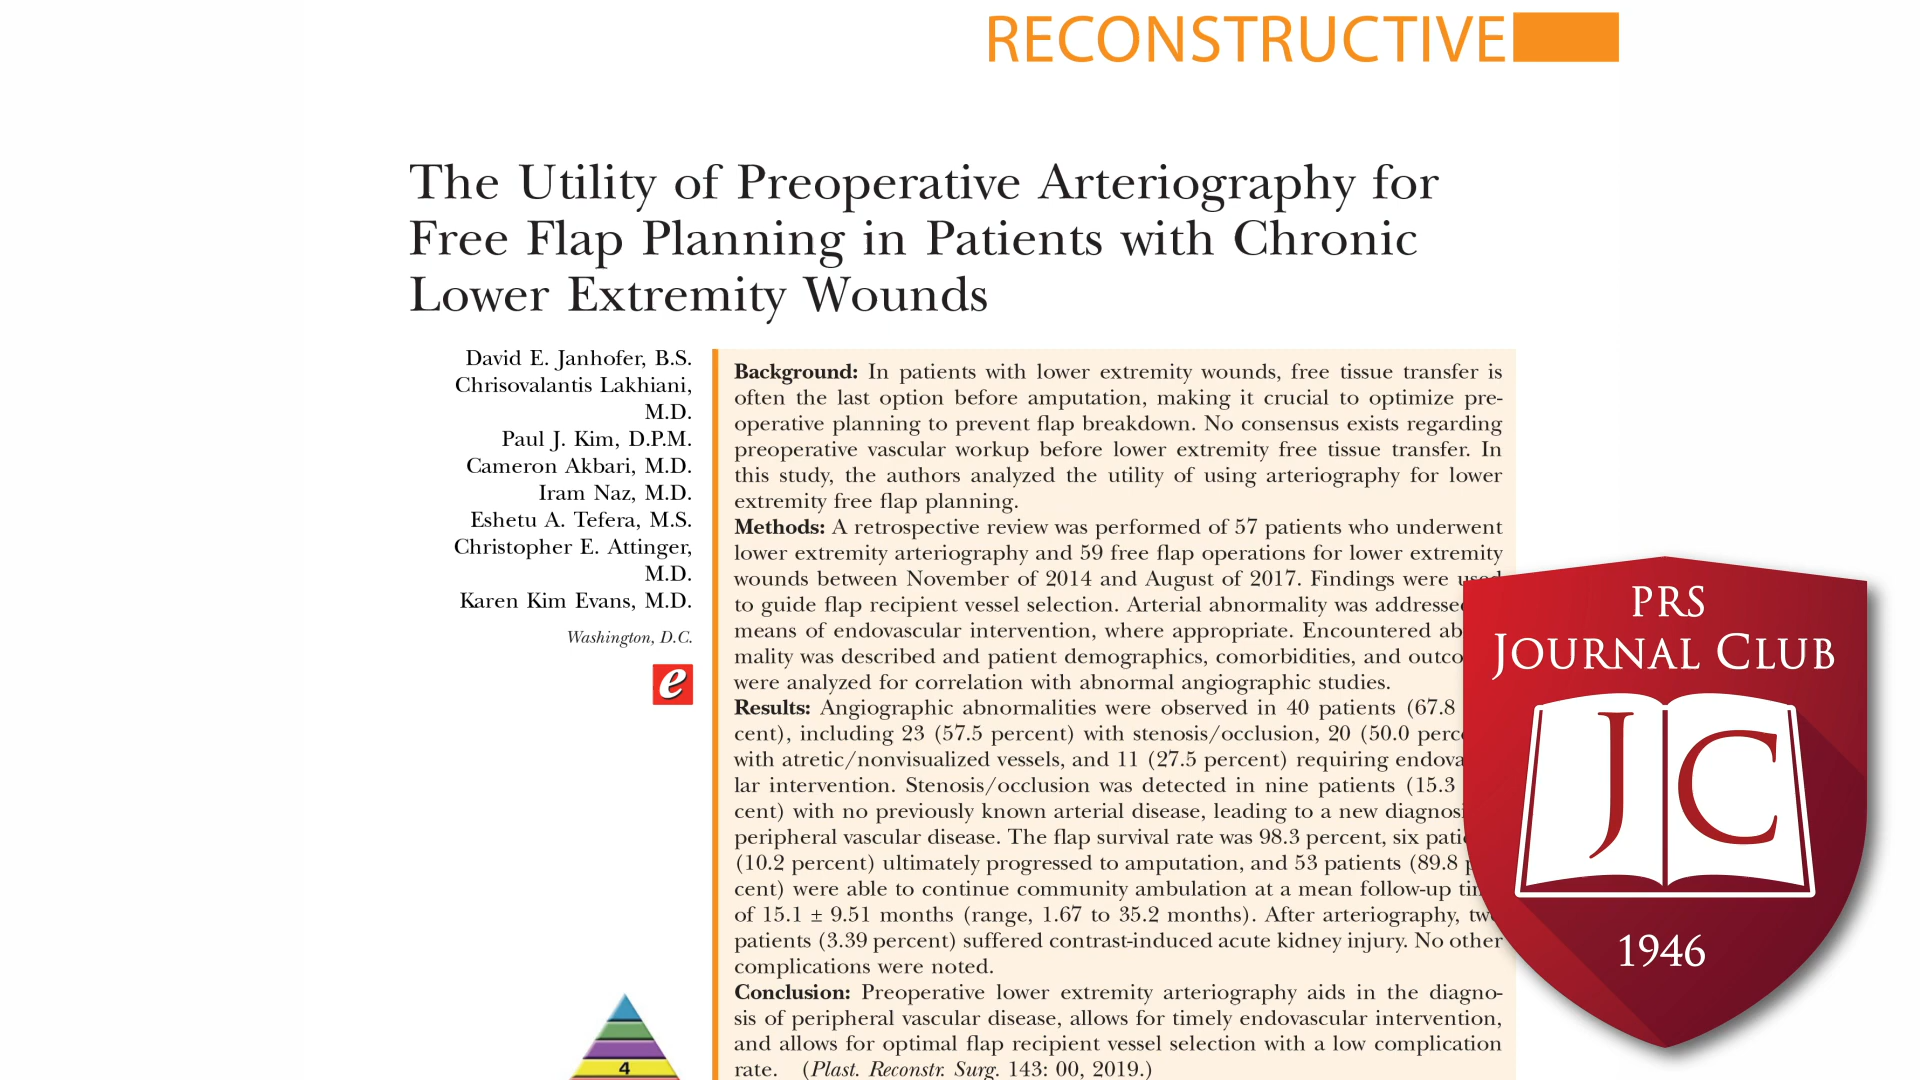 RECONSTRUCTIVE
The Utility of Preoperative Arteriography for
Free Flap Planning in Patients with Chronic
Lower Extremity Wounds
David E. Janhofer, B.S.
Chrisovalantis Lakhiani,
M.D.
Paul J. Kim, D.P.M.
Cameron Akbari, M.D.
Iram Naz, M.D.
Eshetu A. Tefera, M.S.
Christopher E. Attinger,
M.D.
Karen Kim Evans, M.D.
Washington, D.C.
e
4
Background: In patients with lower extremity wounds, free tissue transfer is
often the last option before amputation, making it crucial to optimize pre-
operative planning to prevent flap breakdown. No consensus exists regarding
preoperative vascular workup before lower extremity free tissue transfer. In
this study, the authors analyzed the utility of using arteriography for lower
extremity free flap planning.
Methods: A retrospective review was performed of 57 patients who underwent
lower extremity arteriography and 59 free flap operations for lower extremity
wounds between November of 2014 and August of 2017. Findings were used
to guide flap recipient vessel selection. Arterial abnormality was addressed
means of endovascular intervention, where appropriate. Encountered ab
mality was described and patient demographics, comorbidities, and outco
were analyzed for correlation with abnormal angiographic studies.
Results: Angiographic abnormalities were observed in 40 patients (67.8
cent), including 23 (57.5 percent) with stenosis/occlusion, 20 (50.0 perc
with atretic/nonvisualized vessels, and 11 (27.5 percent) requiring endova
lar intervention. Stenosis/occlusion was detected in nine patients (15.3
cent) with no previously known arterial disease, leading to a new diagnosi
peripheral vascular disease. The flap survival rate was 98.3 percent, six pati
(10.2 percent) ultimately progressed to amputation, and 53 patients (89.8 p
cent) were able to continue community ambulation at a mean follow-up tim
of 15.1 ± 9.51 months (range, 1.67 to 35.2 months). After arteriography, two
patients (3.39 percent) suffered contrast-induced acute kidney injury. No other
complications were noted.
Conclusion: Preoperative lower extremity arteriography aids in the diagno-
sis of peripheral vascular disease, allows for timely endovascular intervention,
and allows for optimal flap recipient vessel selection with a low complication
rate. (Plast. Reconstr. Surg. 143: 00, 2019.)
PRS
JOURNAL CLUB
JC
1946